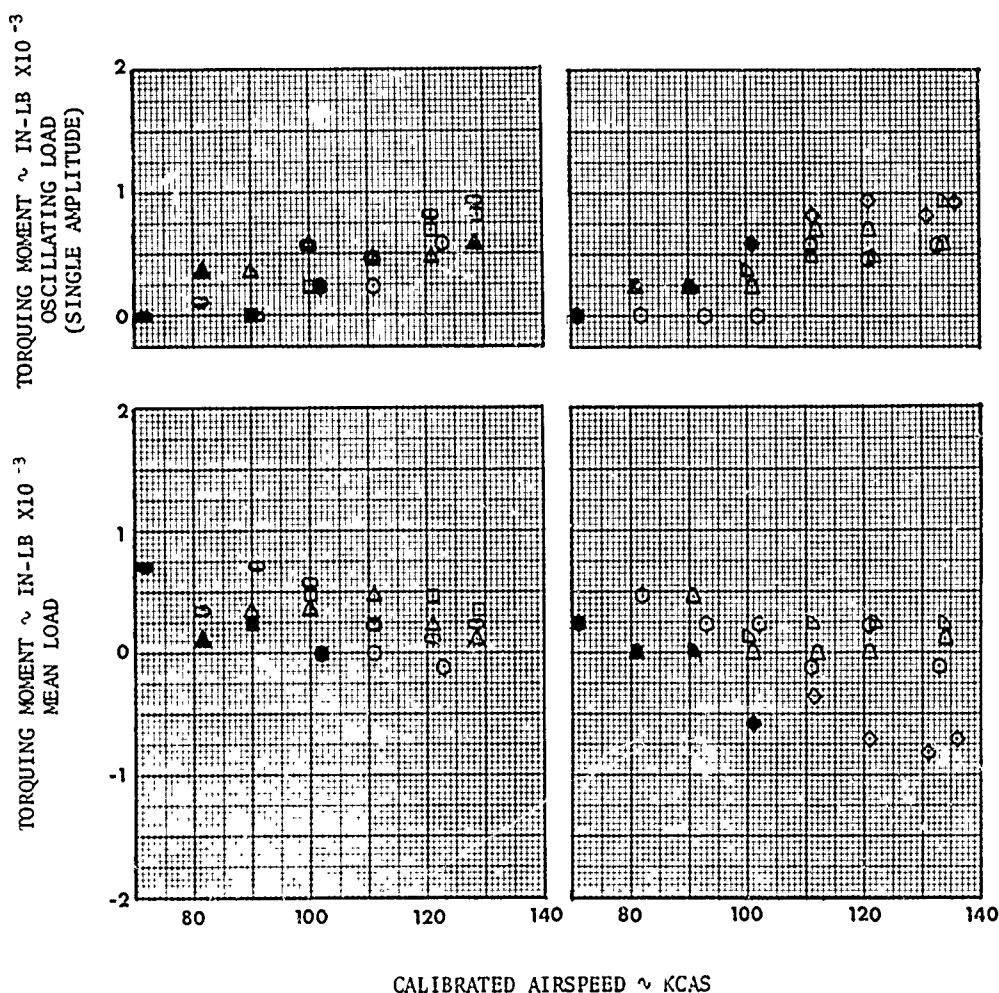 TORQUING MOMENT ~ IN-LB X10⁻³
OSCILLATING LOAD
(SINGLE AMPLITUDE)
2
1
0
TORQUING MOMENT ~ IN-LB X10⁻³
MEAN LOAD
2
1
0
-1
-2
80 100 120 140 80 100 120 140
CALIBRATED AIRSPEED ~ KCAS